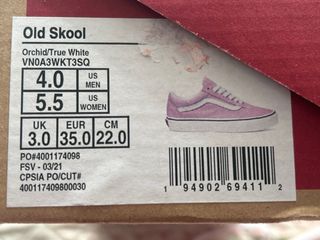 Old Skool
Orchid/True White
VN0A3WKT3SQ
4.0 US MEN
5.5 US WOMEN
UK EUR CM
3.0 35.0 22.0
PO#4001174098
FSV - 03/21
CPSIA PO/CUT#
400117409800030
1 94902 69411 2